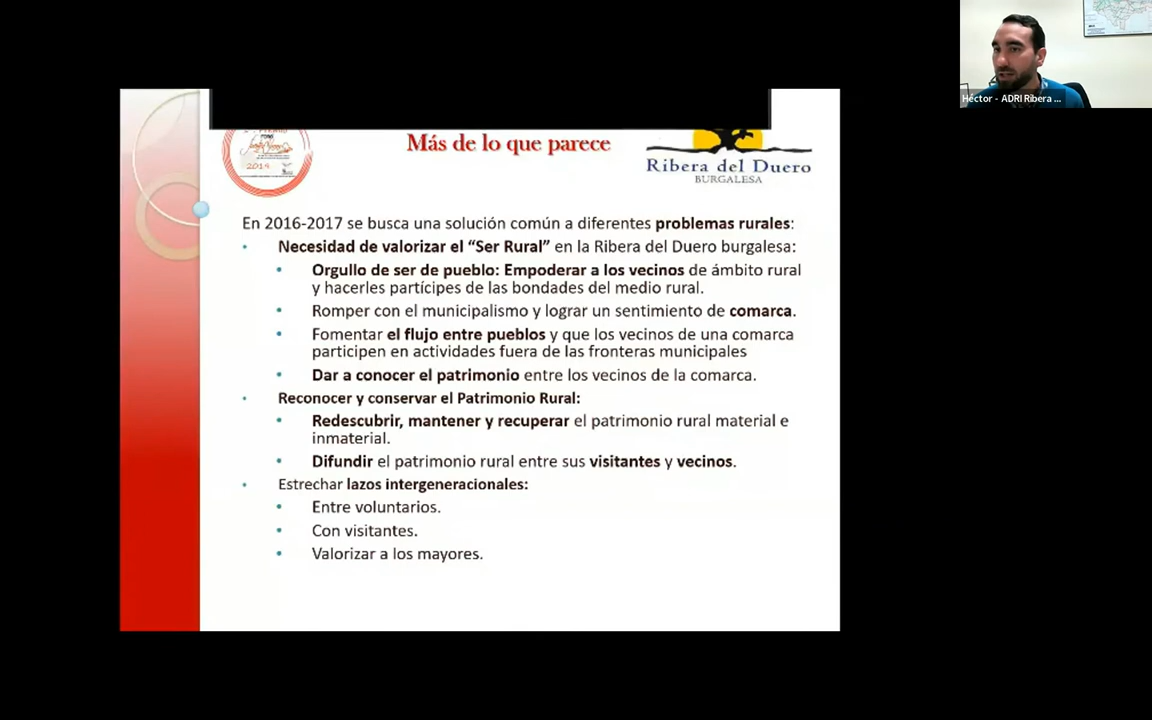 Héctor - ADRI Ribera ...
Más de lo que parece
2019
Ribera del Duero
BURGALESA
En 2016-2017 se busca una solución común a diferentes problemas rurales:
• Necesidad de valorizar el “Ser Rural” en la Ribera del Duero burgalesa:
• Orgullo de ser de pueblo: Empoderar a los vecinos de ámbito rural
y hacerles partícipes de las bondades del medio rural.
• Romper con el municipalismo y lograr un sentimiento de comarca.
• Fomentar el flujo entre pueblos y que los vecinos de una comarca
participen en actividades fuera de las fronteras municipales
• Dar a conocer el patrimonio entre los vecinos de la comarca.
• Reconocer y conservar el Patrimonio Rural:
• Redescubrir, mantener y recuperar el patrimonio rural material e
inmaterial.
• Difundir el patrimonio rural entre sus visitantes y vecinos.
• Estrechar lazos intergeneracionales:
• Entre voluntarios.
• Con visitantes.
• Valorizar a los mayores.